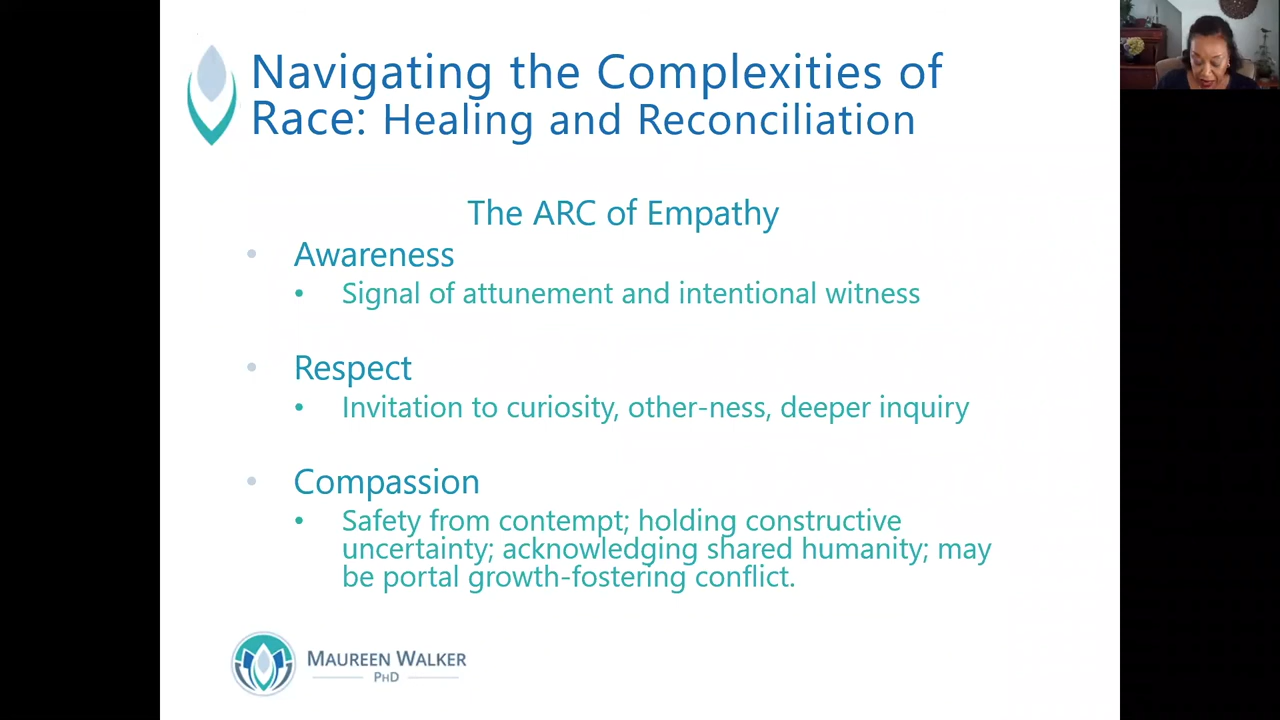 Navigating the Complexities of
Race: Healing and Reconciliation
The ARC of Empathy
• Awareness
• Signal of attunement and intentional witness
• Respect
• Invitation to curiosity, other-ness, deeper inquiry
• Compassion
• Safety from contempt; holding constructive
uncertainty; acknowledging shared humanity; may
be portal growth-fostering conflict.
MAUREEN WALKER
PHD